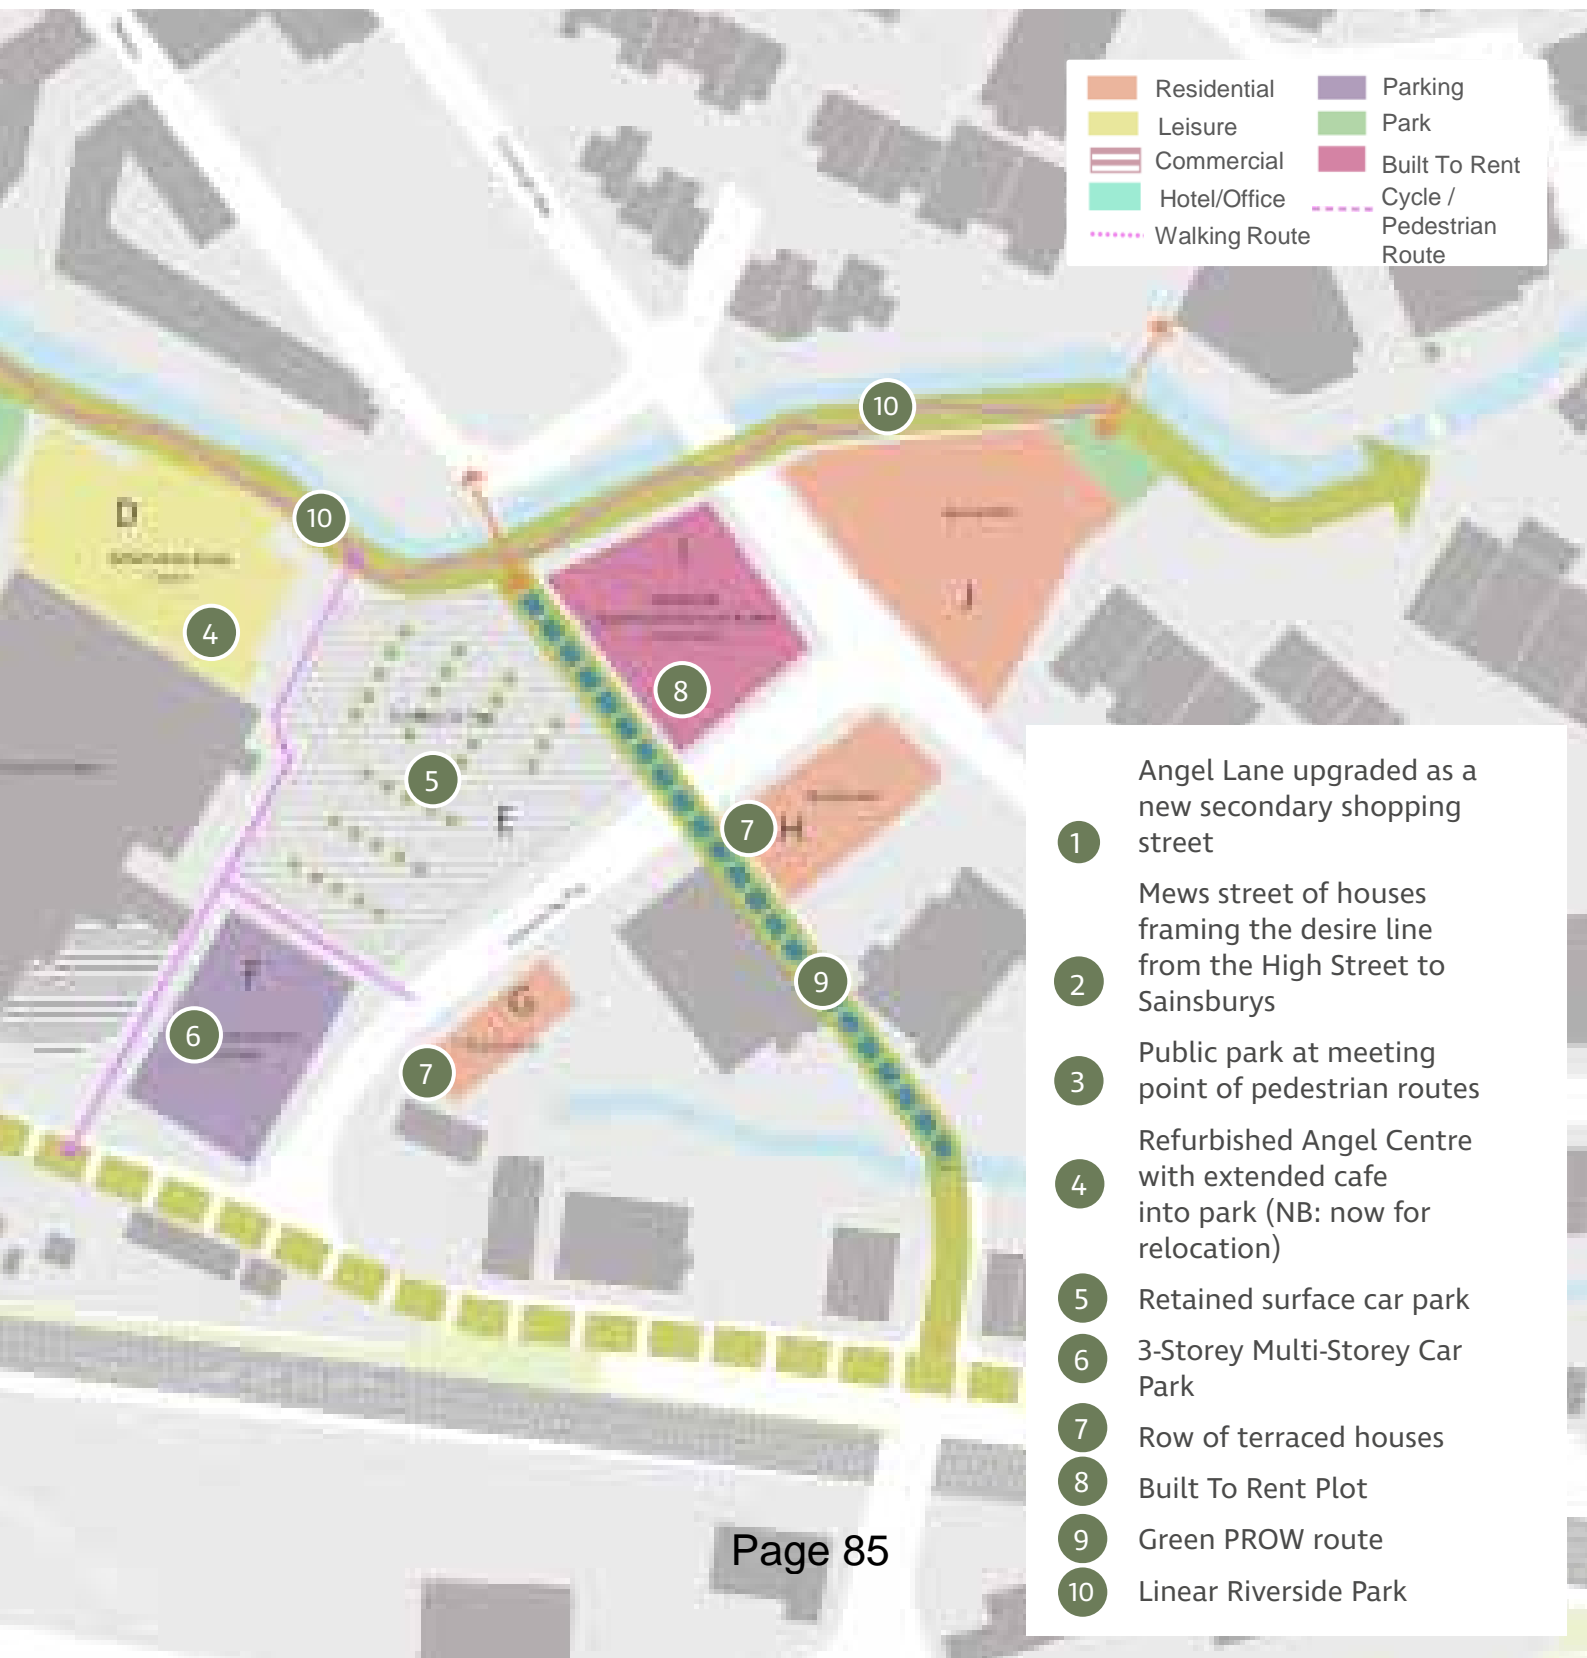 Residential
Leisure
Commercial
Hotel/Office
Walking Route
Parking
Park
Built To Rent
Cycle /
Pedestrian
Route
10
10
D
4
I
8
J
5
E
7
H
F
6
G
7
9
1
Angel Lane upgraded as a
new secondary shopping
street
2
Mews street of houses
framing the desire line
from the High Street to
Sainsburys
3
Public park at meeting
point of pedestrian routes
4
Refurbished Angel Centre
with extended cafe
into park (NB: now for
relocation)
5
Retained surface car park
6
3-Storey Multi-Storey Car
Park
7
Row of terraced houses
8
Built To Rent Plot
9
Green PROW route
10
Linear Riverside Park
Page 85